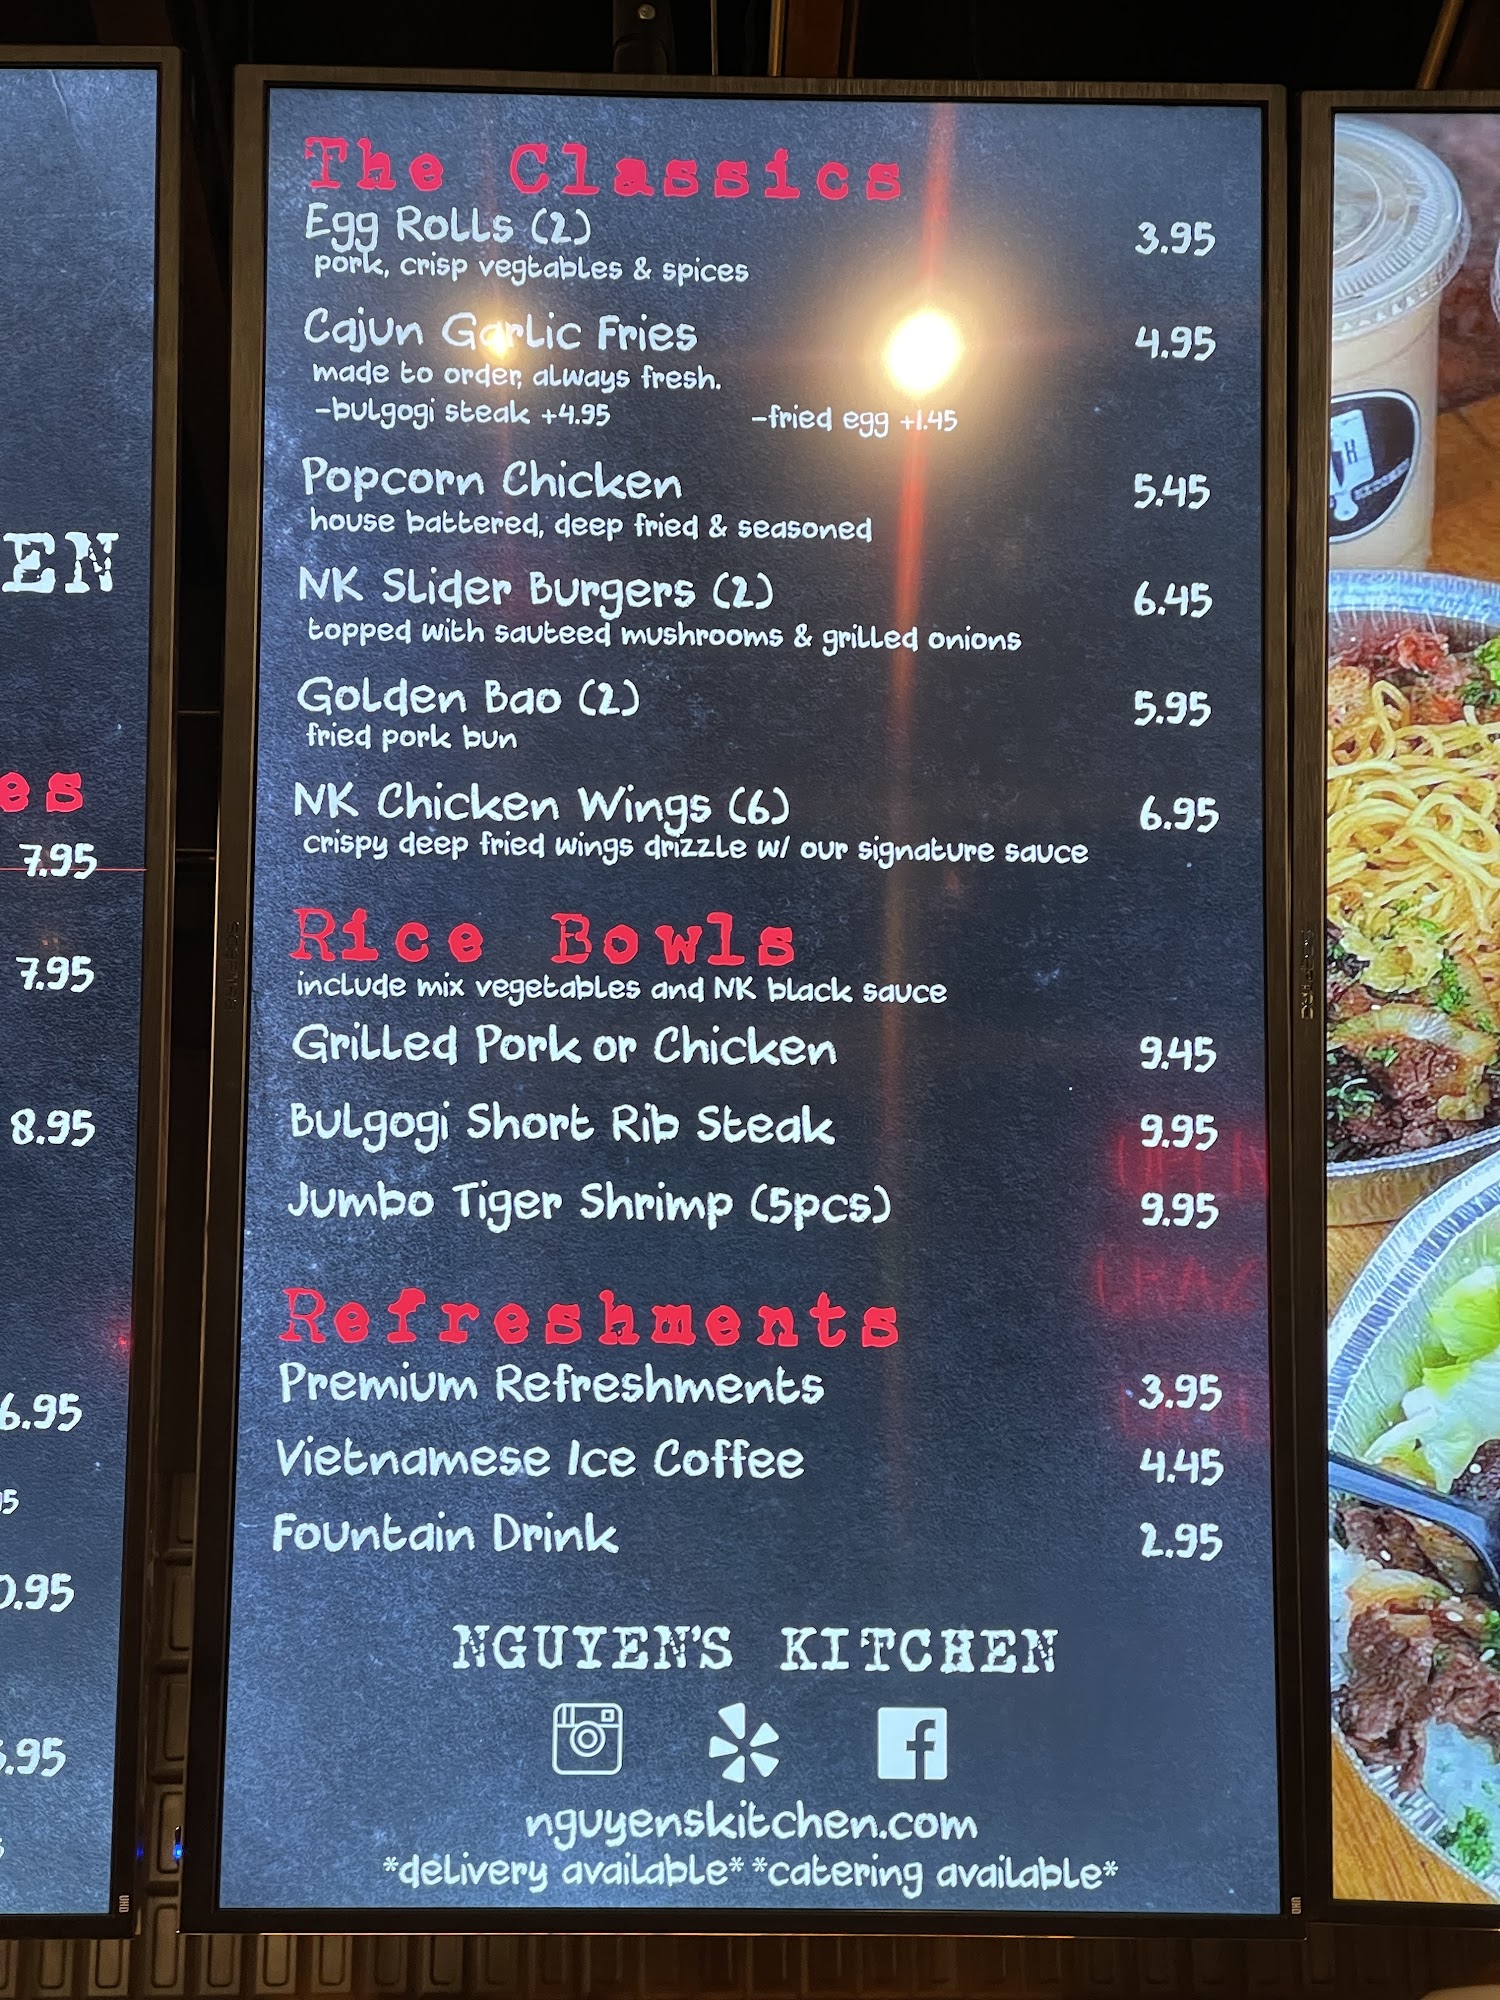 The Classics
Egg Rolls (2) 3.95
pork, crisp vegtables & spices
Cajun Garlic Fries 4.95
made to order, always fresh.
-bulgogi steak +4.95 -fried egg +1.45
Popcorn Chicken 5.45
house battered, deep fried & seasoned
NK Slider Burgers (2) 6.45
topped with sauteed mushrooms & grilled onions
Golden Bao (2) 5.95
fried pork bun
NK Chicken Wings (6) 6.95
crispy deep fried wings drizzle w/ our signature sauce
Rice Bowls
include mix vegetables and NK black sauce
Grilled Pork or Chicken 9.45
Bulgogi Short Rib Steak 9.95
Jumbo Tiger Shrimp (5pcs) 9.95
Refreshments
Premium Refreshments 3.95
Vietnamese Ice Coffee 4.45
Fountain Drink 2.95
NGUYEN'S KITCHEN
nguyenskitchen.com
*delivery available* *catering available*
EN
es
7.95
7.95
8.95
6.95
0.95
.95
UHD
UHD